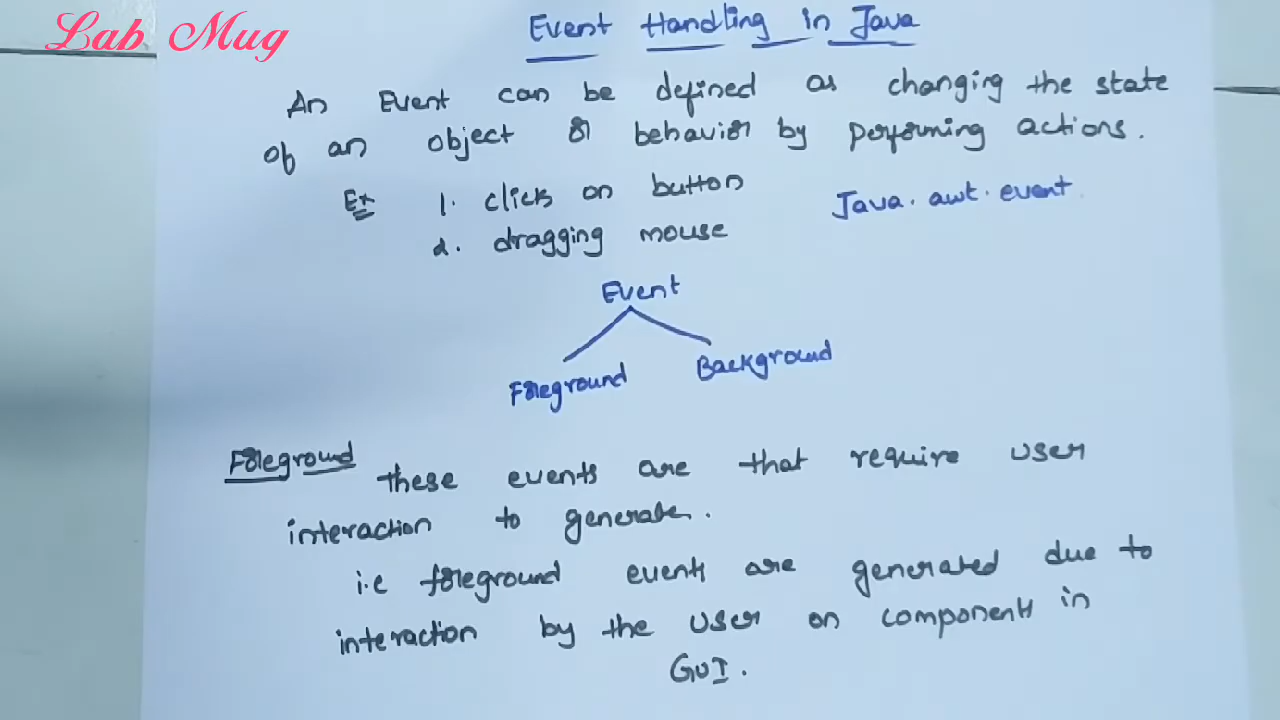 Lab Mug
Event Handling in Java
An Event can be defined as changing the state
of an object or behavior by performing actions.
Ex 1. click on button
Java.awt.event
2. dragging mouse
Event
Foreground Background
Foreground these events are that require user
interaction to generate.
i.e foreground events are generated due to
interaction by the user on components in
GUI.